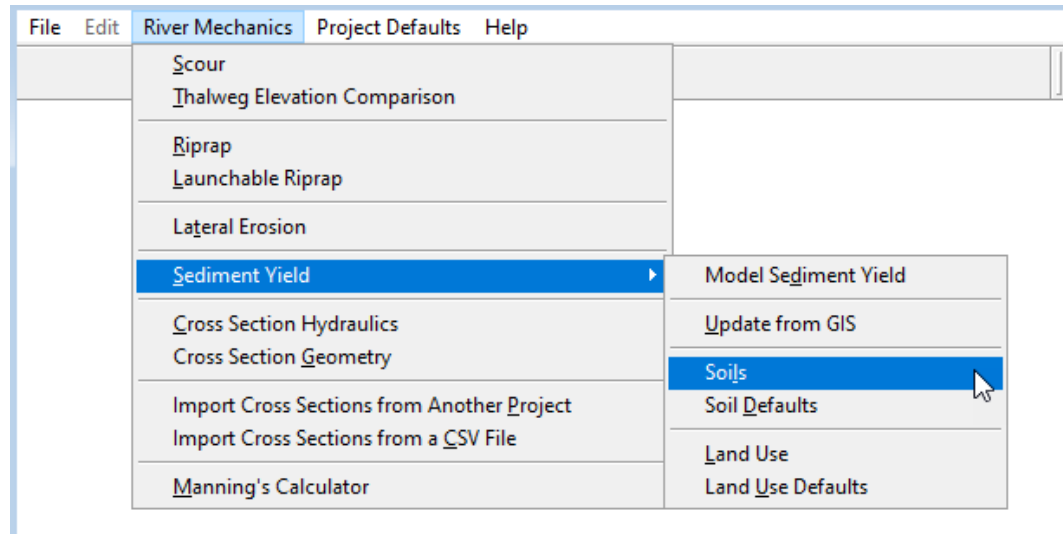 File Edit River Mechanics Project Defaults Help
Scour
Thalweg Elevation Comparison
Riprap
Launchable Riprap
Lateral Erosion
Sediment Yield
Cross Section Hydraulics
Cross Section Geometry
Import Cross Sections from Another Project
Import Cross Sections from a CSV File
Manning's Calculator
Model Sediment Yield
Update from GIS
Soils
Soil Defaults
Land Use
Land Use Defaults